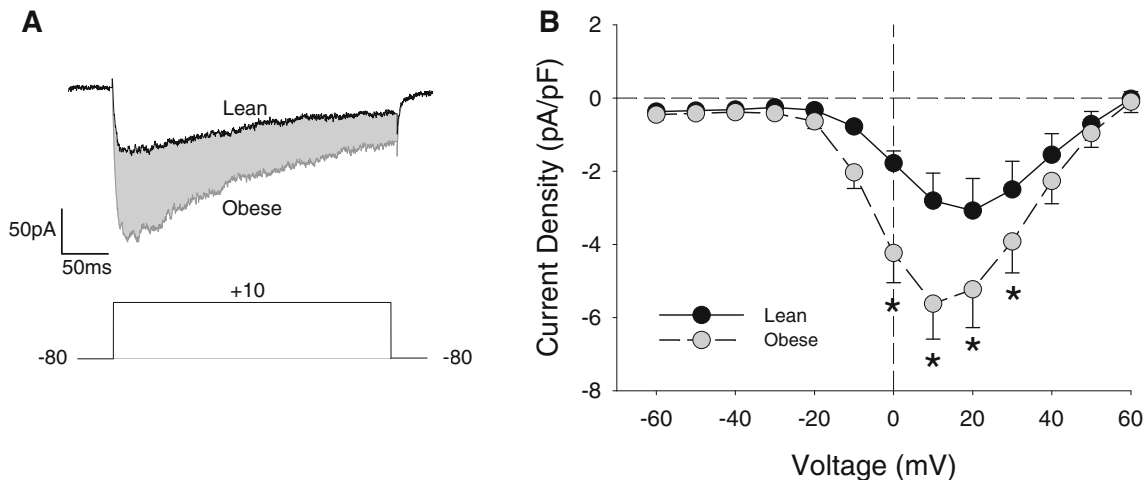 A
Lean
Obese
50pA
50ms
+10
-80
-80
B
Current Density (pA/pF)
2
0
-2
-4
-6
-8
*
*
*
*
Lean
Obese
-60
-40
-20
0
20
40
60
Voltage (mV)